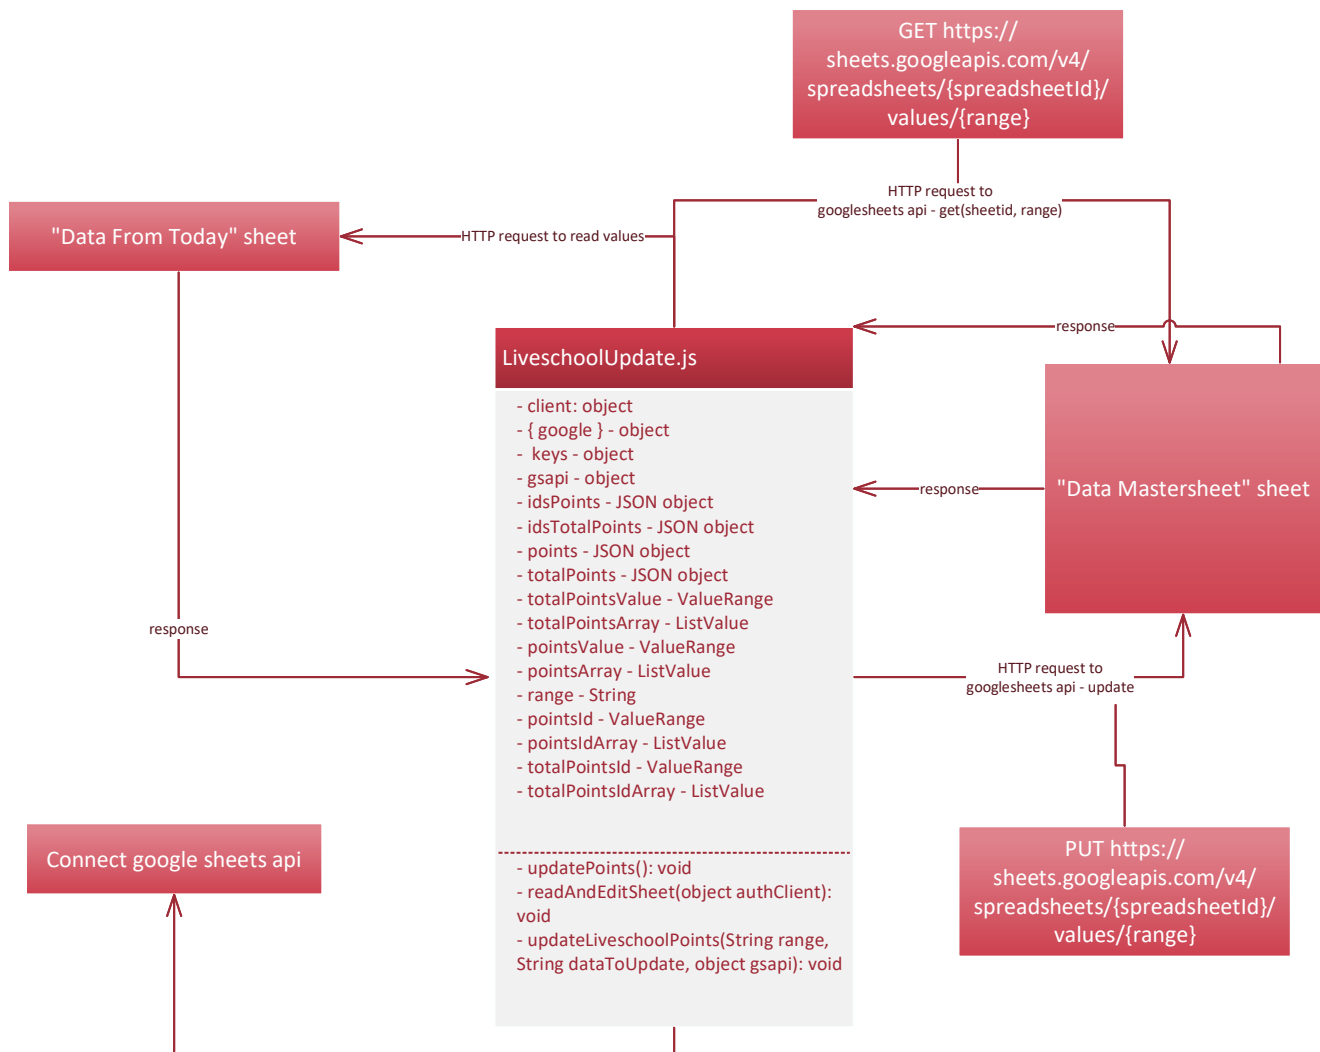 GET https://
sheets.googleapis.com/v4/
spreadsheets/{spreadsheetId}/
values/{range}
HTTP request to
googlesheets api - get(sheetid, range)
"Data From Today" sheet
HTTP request to read values
response
LiveschoolUpdate.js
- client: object
- { google } - object
-  keys - object
- gsapi - object
- idsPoints - JSON object
- idsTotalPoints - JSON object
- points - JSON object
- totalPoints - JSON object
- totalPointsValue - ValueRange
- totalPointsArray - ListValue
- pointsValue - ValueRange
- pointsArray - ListValue
- range - String
- pointsId - ValueRange
- pointsIdArray - ListValue
- totalPointsId - ValueRange
- totalPointsIdArray - ListValue
- updatePoints(): void
- readAndEditSheet(object authClient):
void
- updateLiveschoolPoints(String range,
String dataToUpdate, object gsapi): void
response
"Data Mastersheet" sheet
response
HTTP request to
googlesheets api - update
Connect google sheets api
PUT https://
sheets.googleapis.com/v4/
spreadsheets/{spreadsheetId}/
values/{range}